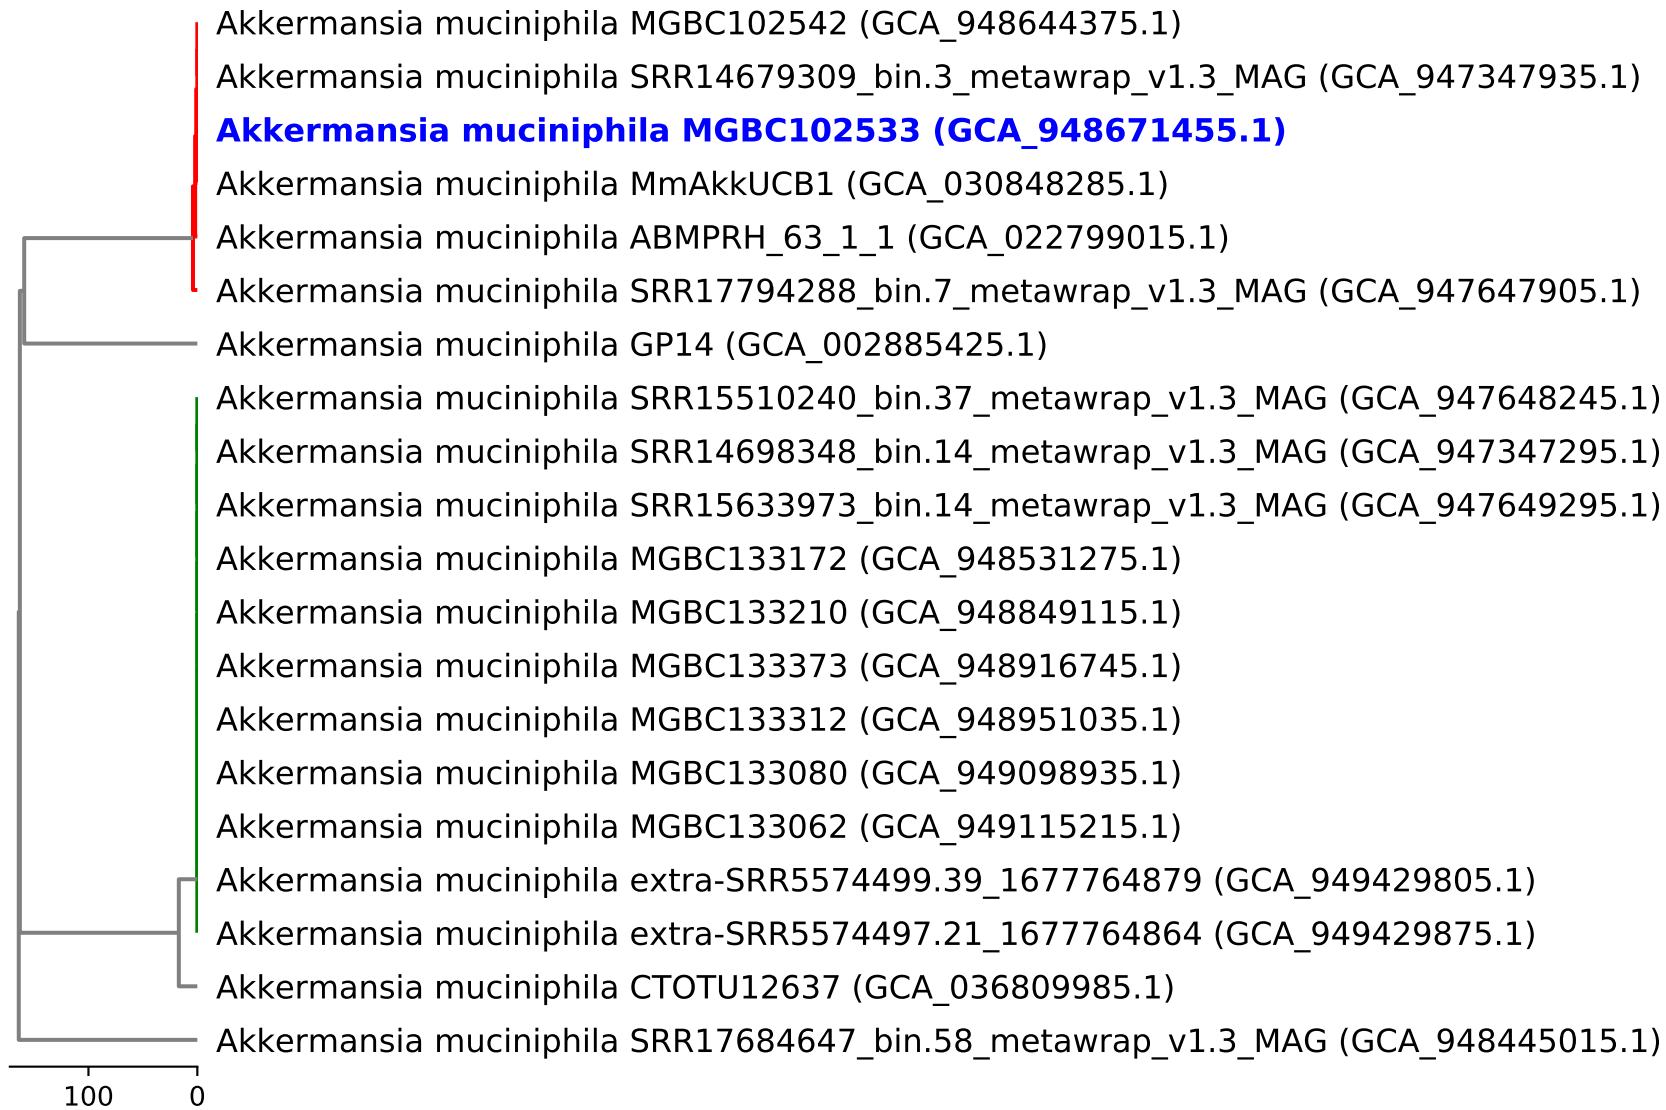 Akkermansia muciniphila MGBC102542 (GCA_948644375.1)
Akkermansia muciniphila SRR14679309_bin.3_metawrap_v1.3_MAG (GCA_947347935.1)
Akkermansia muciniphila MGBC102533 (GCA_948671455.1)
Akkermansia muciniphila MmAkkUCB1 (GCA_030848285.1)
Akkermansia muciniphila ABMPRH_63_1_1 (GCA_022799015.1)
Akkermansia muciniphila SRR17794288_bin.7_metawrap_v1.3_MAG (GCA_947647905.1)
Akkermansia muciniphila GP14 (GCA_002885425.1)
Akkermansia muciniphila SRR15510240_bin.37_metawrap_v1.3_MAG (GCA_947648245.1)
Akkermansia muciniphila SRR14698348_bin.14_metawrap_v1.3_MAG (GCA_947347295.1)
Akkermansia muciniphila SRR15633973_bin.14_metawrap_v1.3_MAG (GCA_947649295.1)
Akkermansia muciniphila MGBC133172 (GCA_948531275.1)
Akkermansia muciniphila MGBC133210 (GCA_948849115.1)
Akkermansia muciniphila MGBC133373 (GCA_948916745.1)
Akkermansia muciniphila MGBC133312 (GCA_948951035.1)
Akkermansia muciniphila MGBC133080 (GCA_949098935.1)
Akkermansia muciniphila MGBC133062 (GCA_949115215.1)
Akkermansia muciniphila extra-SRR5574499.39_1677764879 (GCA_949429805.1)
Akkermansia muciniphila extra-SRR5574497.21_1677764864 (GCA_949429875.1)
Akkermansia muciniphila CTOTU12637 (GCA_036809985.1)
Akkermansia muciniphila SRR17684647_bin.58_metawrap_v1.3_MAG (GCA_948445015.1)
100 0